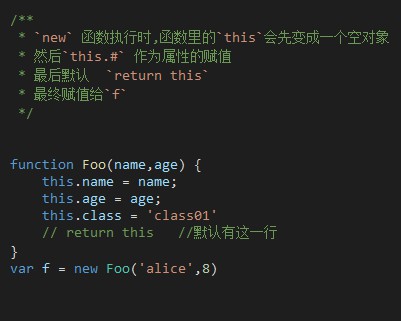 /**
* `new` 函数执行时,函数里的`this`会先变成一个空对象
* 然后`this.#` 作为属性的赋值
* 最后默认 `return this`
* 最终赋值给`f`
*/
function Foo(name,age) {
this.name = name;
this.age = age;
this.class = 'class01'
// return this //默认有这一行
}
var f = new Foo('alice',8)